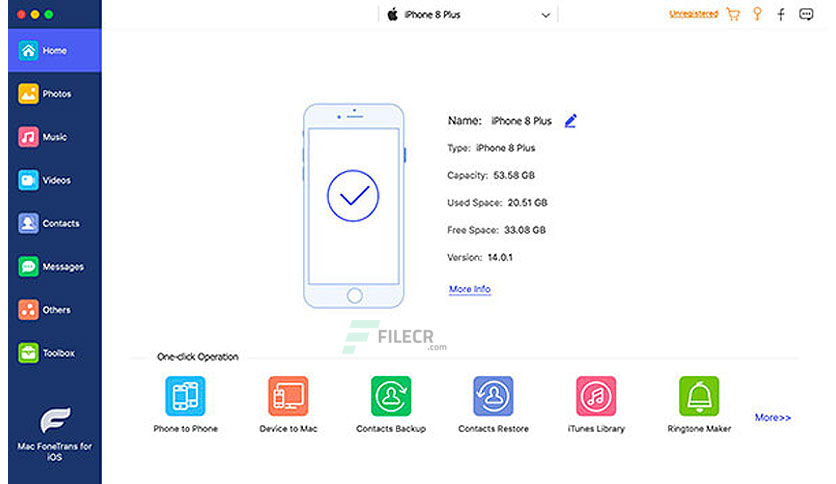 iPhone 8 Plus
Unregistered
Home
Photos
Music
Videos
Contacts
Messages
Others
Toolbox
Mac FoneTrans for
iOS
Name: iPhone 8 Plus
Type: iPhone 8 Plus
Capacity: 53.58 GB
Used Space: 20.51 GB
Free Space: 33.08 GB
Version: 14.0.1
More Info
FILECR
.com
One-click Operation
Phone to Phone
Device to Mac
Contacts Backup
Contacts Restore
iTunes Library
Ringtone Maker
More>>